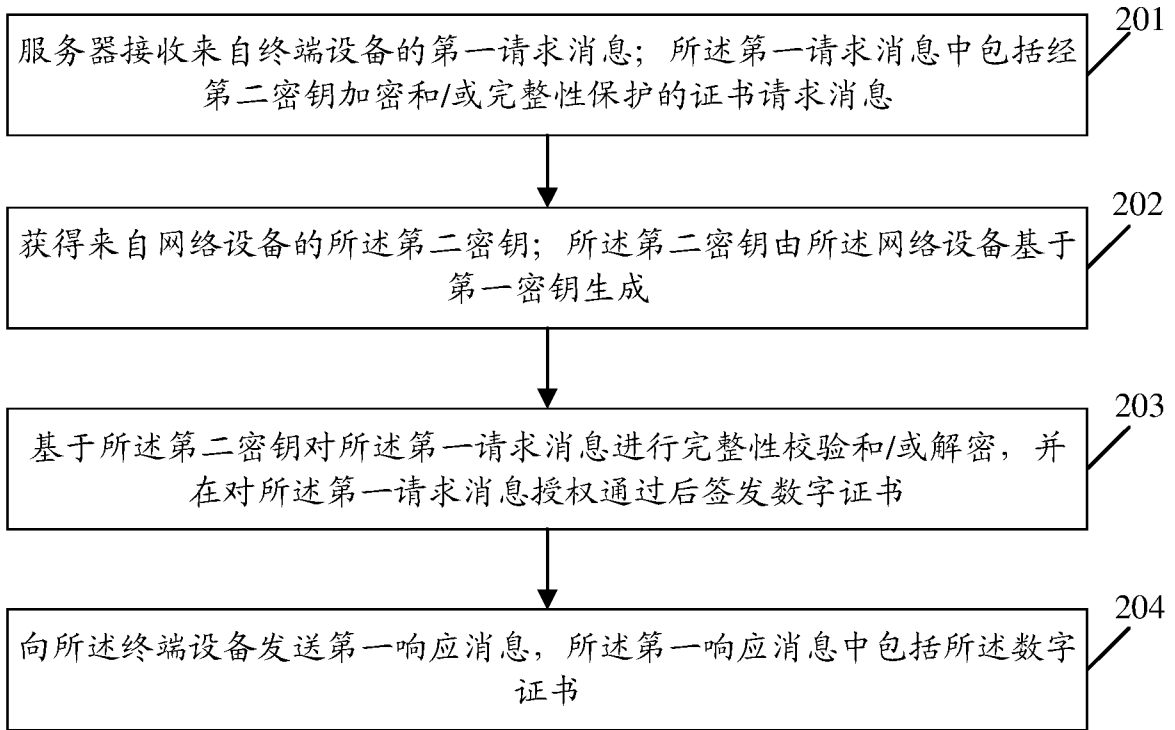 201
服务器接收来自终端设备的第一请求消息；所述第一请求消息中包括经
第二密钥加密和/或完整性保护的证书请求消息
202
获得来自网络设备的所述第二密钥；所述第二密钥由所述网络设备基于
第一密钥生成
203
基于所述第二密钥对所述第一请求消息进行完整性校验和/或解密，并
在对所述第一请求消息授权通过后签发数字证书
204
向所述终端设备发送第一响应消息，所述第一响应消息中包括所述数字
证书